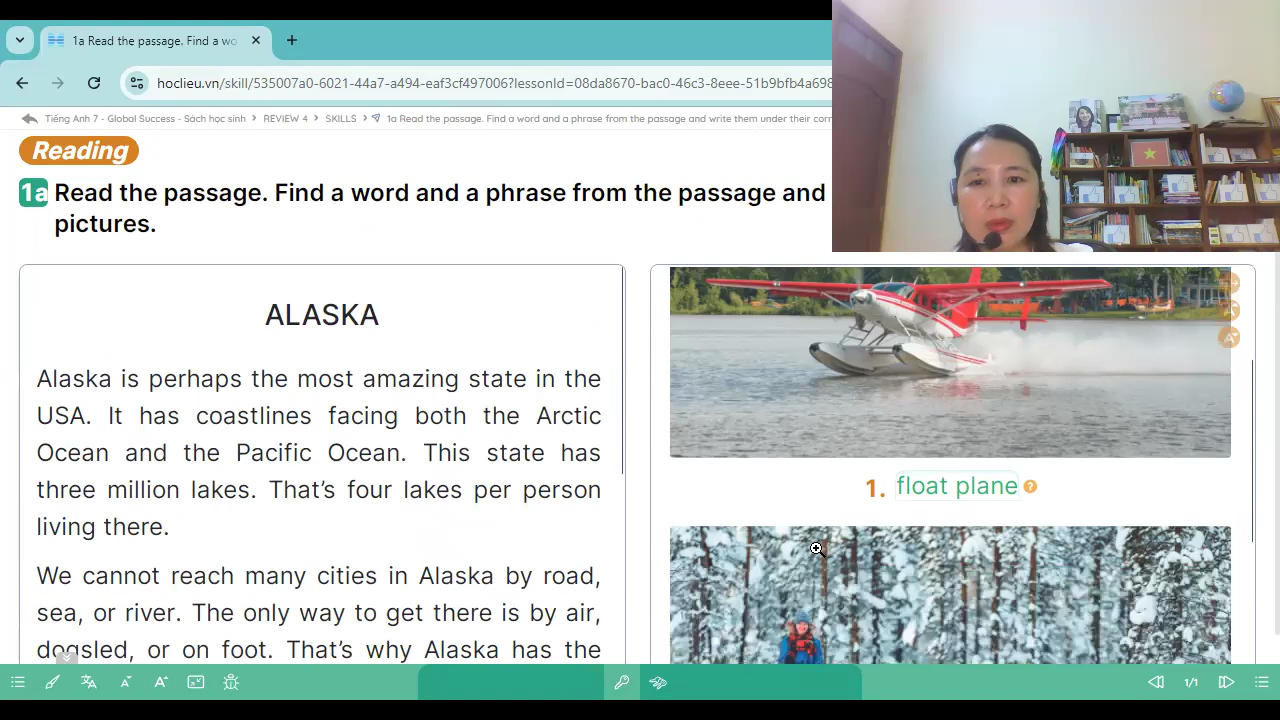 1a Read the passage. Find a wo
hoclieu.vn/skill/535007a0-6021-44a7-a494-eaf3cf497006?lessonId=08da8670-bac0-46c3-8eee-51b9bfb4a698
Tiếng Anh 7 - Global Success - Sách học sinh > REVIEW 4 > SKILLS > 1a Read the passage. Find a word and a phrase from the passage and write them under their corr
Reading
1a Read the passage. Find a word and a phrase from the passage and
pictures.
ALASKA
Alaska is perhaps the most amazing state in the
USA. It has coastlines facing both the Arctic
Ocean and the Pacific Ocean. This state has
three million lakes. That's four lakes per person
living there.
We cannot reach many cities in Alaska by road,
sea, or river. The only way to get there is by air,
dogsled, or on foot. That's why Alaska has the
1. float plane ?
1/1